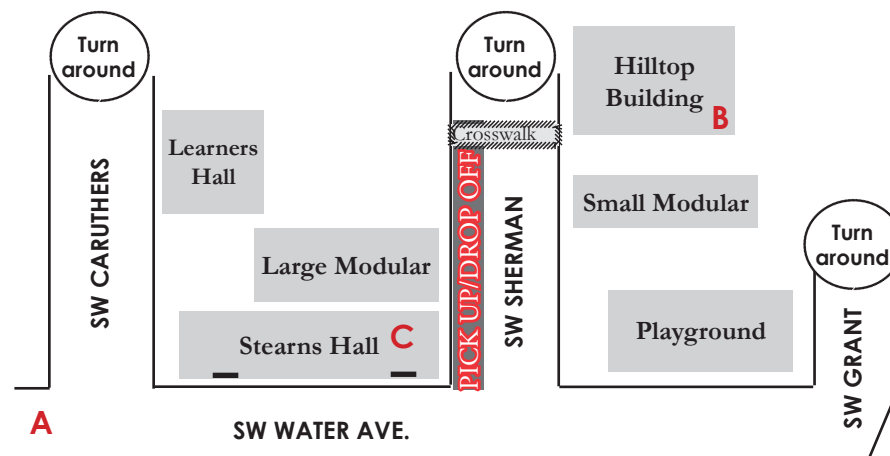 Turn
around
Turn
around
Hilltop
Building
B
Crosswalk
Learners
Hall
SW CARUTHERS
PICK UP/DROP OFF
SW SHERMAN
Small Modular
Turn
around
Large Modular
Stearns Hall
C
Playground
SW GRANT
A
SW WATER AVE.